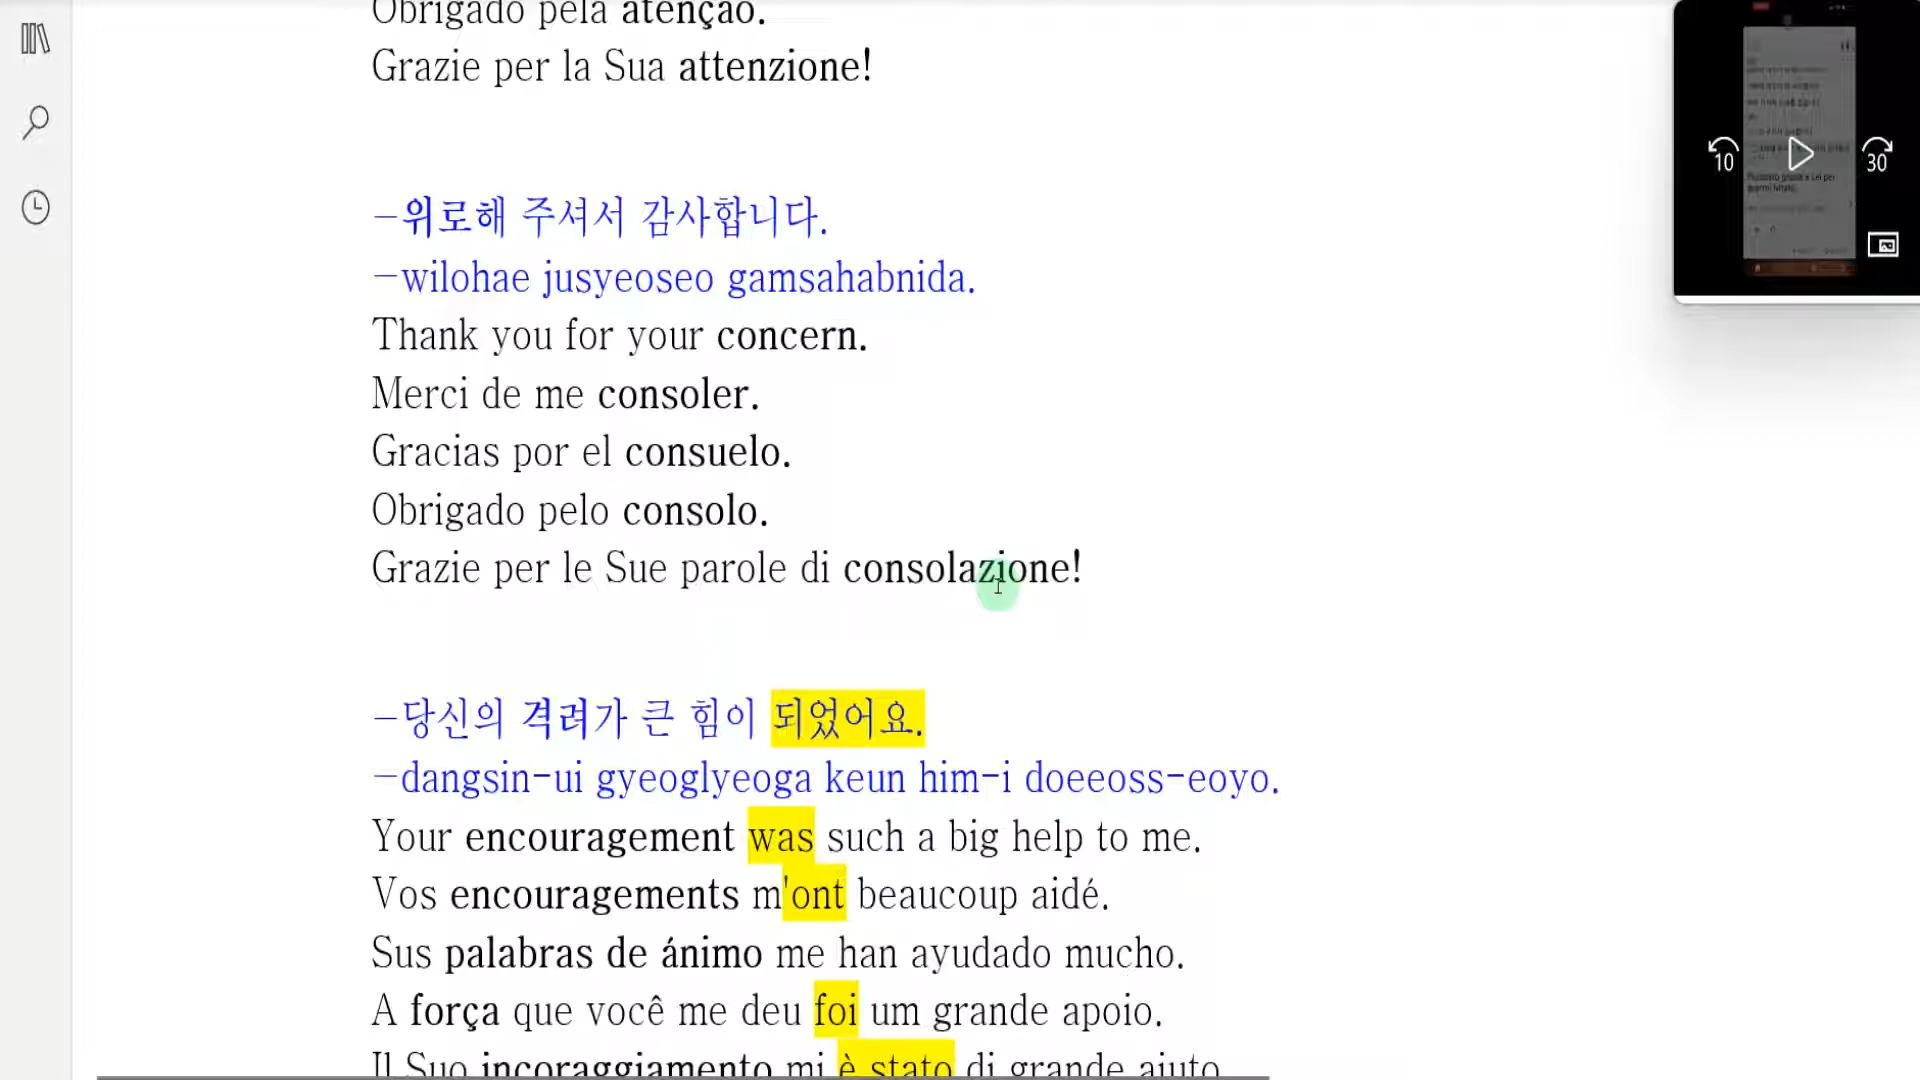 Obrigado pela atenção.
Grazie per la Sua attenzione!
–위로해 주셔서 감사합니다.
–wilohae jusyeoseo gamsahabnida.
Thank you for your concern.
Merci de me consoler.
Gracias por el consuelo.
Obrigado pelo consolo.
Grazie per le Sue parole di consolazione!
–당신의 격려가 큰 힘이 되었어요.
–dangsin-ui gyeoglyeoga keun him-i doeeoss-eoyo.
Your encouragement was such a big help to me.
Vos encouragements m'ont beaucoup aidé.
Sus palabras de ánimo me han ayudado mucho.
A força que você me deu foi um grande apoio.
Il Suo incoraggiamento mi è stato di grande aiuto
10
30